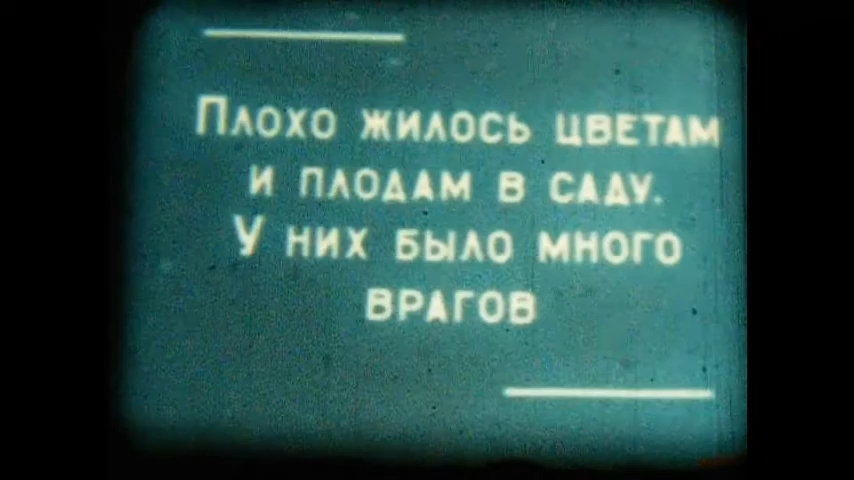 Плохо жилось цветам
и плодам в саду.
У них было много
врагов